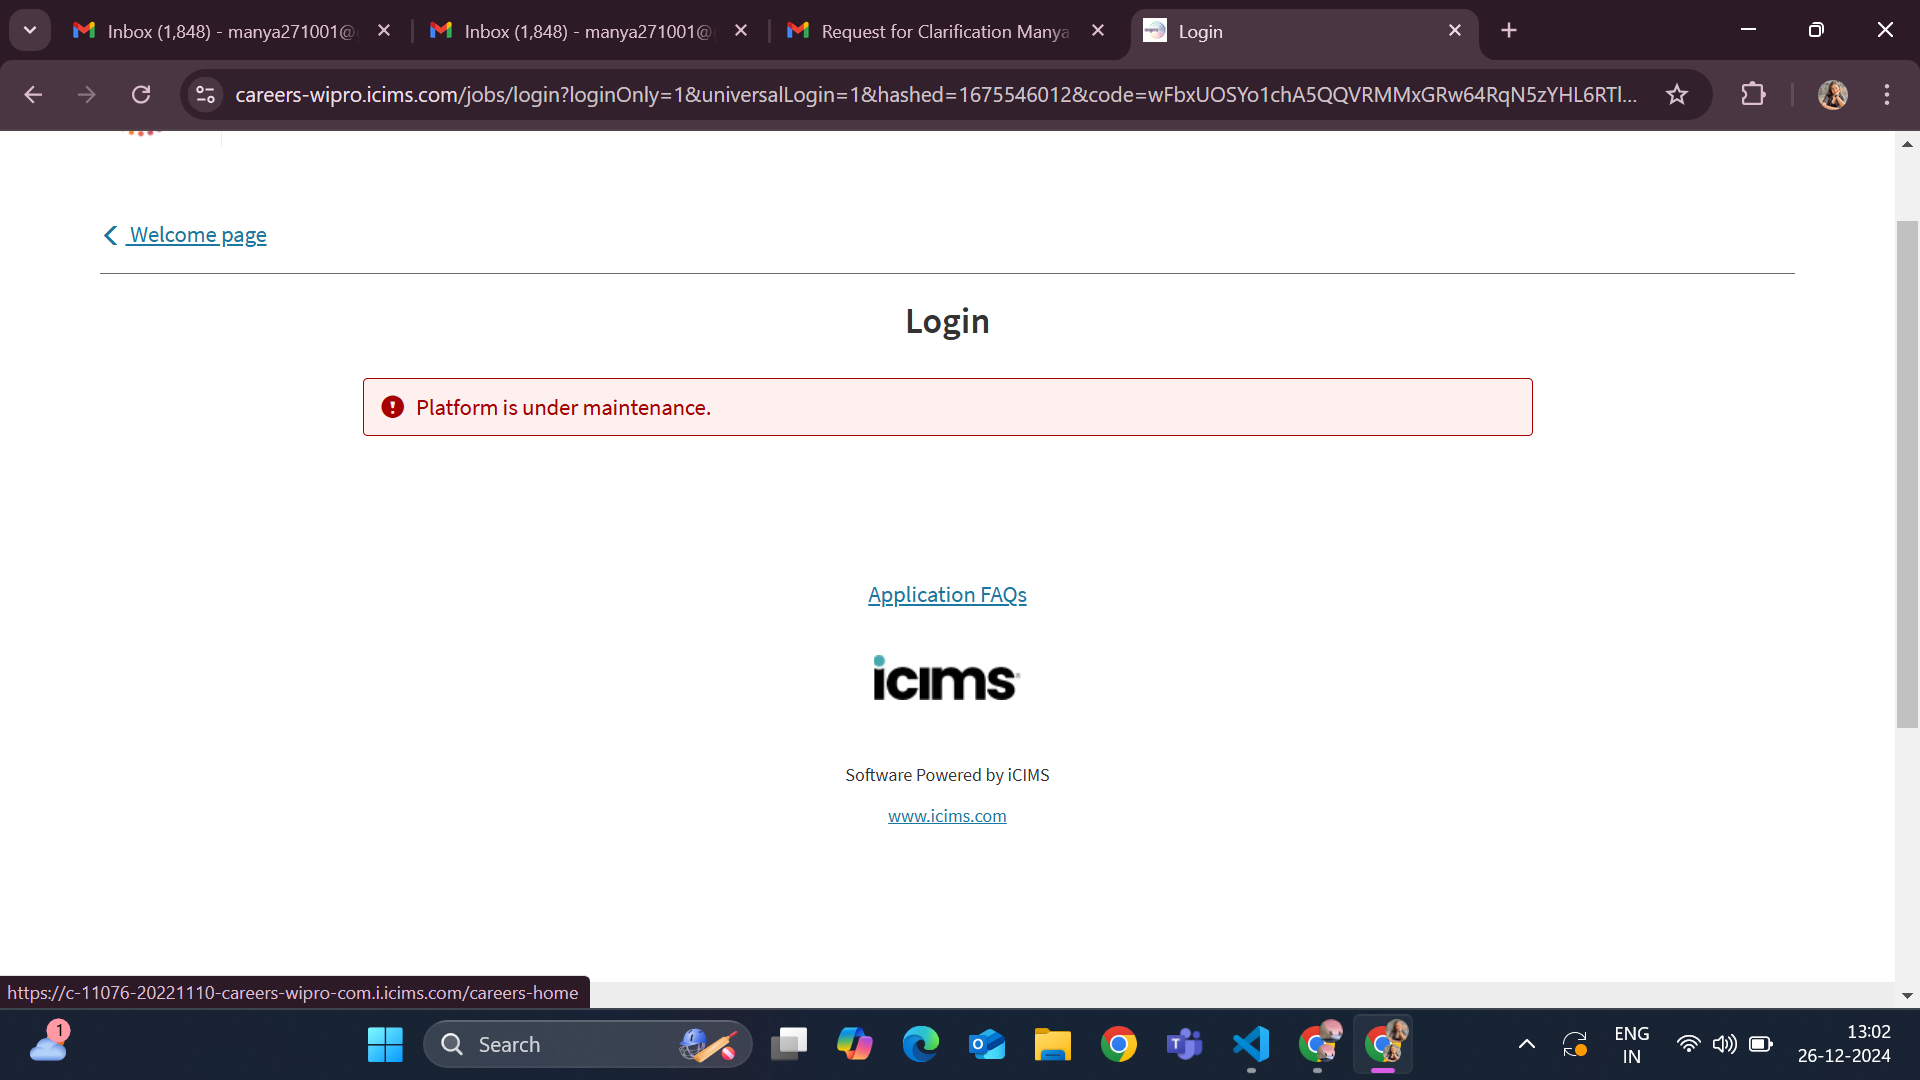 Inbox (1,848) - manya271001@
Inbox (1,848) - manya271001@
Request for Clarification Manya
Login
careers-wipro.icims.com/jobs/login?loginOnly=1&universalLogin=1&hashed=1675546012&code=wFbxUOSYo1chA5QQVRMMxGRw64RqN5zYHL6RTl...
Welcome page
Login
Platform is under maintenance.
Application FAQs
icims
Software Powered by iCIMS
www.icims.com
https://c-11076-20221110-careers-wipro-com.i.icims.com/careers-home
1
Search
ENG
IN
13:02
26-12-2024